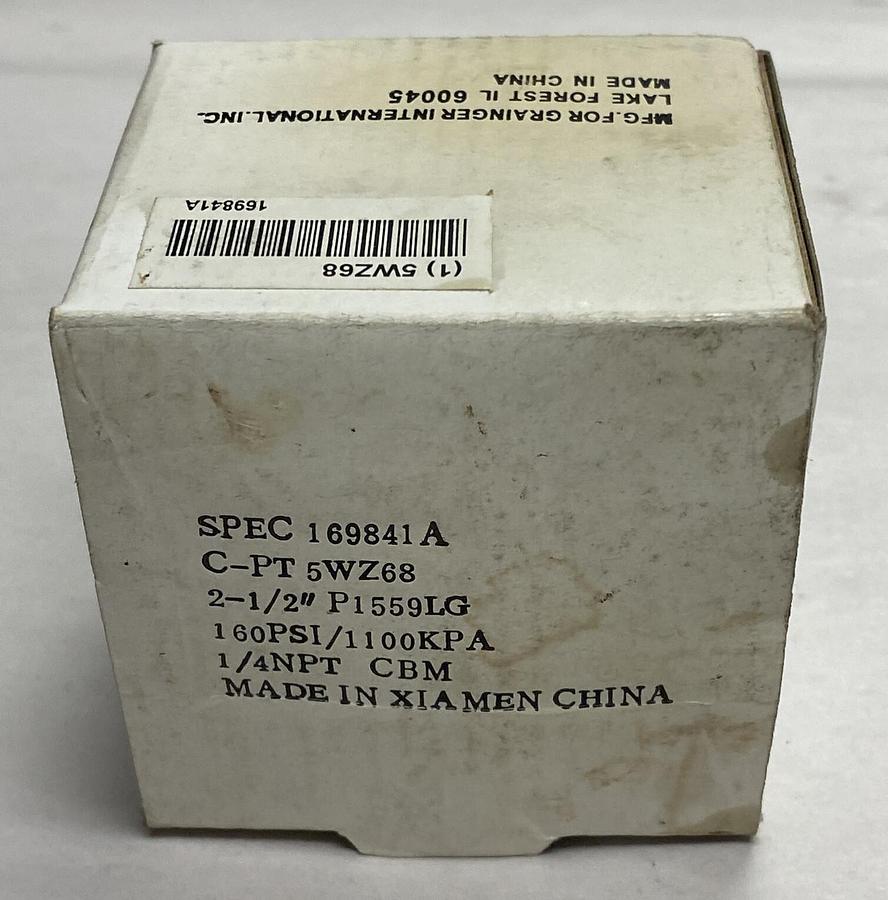 MFG.FOR GRAINGER INTERNATIONAL.INC.
LAKE FOREST IL 60045
MADE IN CHINA
(1) 5WZ68
169841A
SPEC 169841A
C-PT 5WZ68
2-1/2" P1559LG
160PSI/1100KPA
1/4NPT CBM
MADE IN XIAMEN CHINA